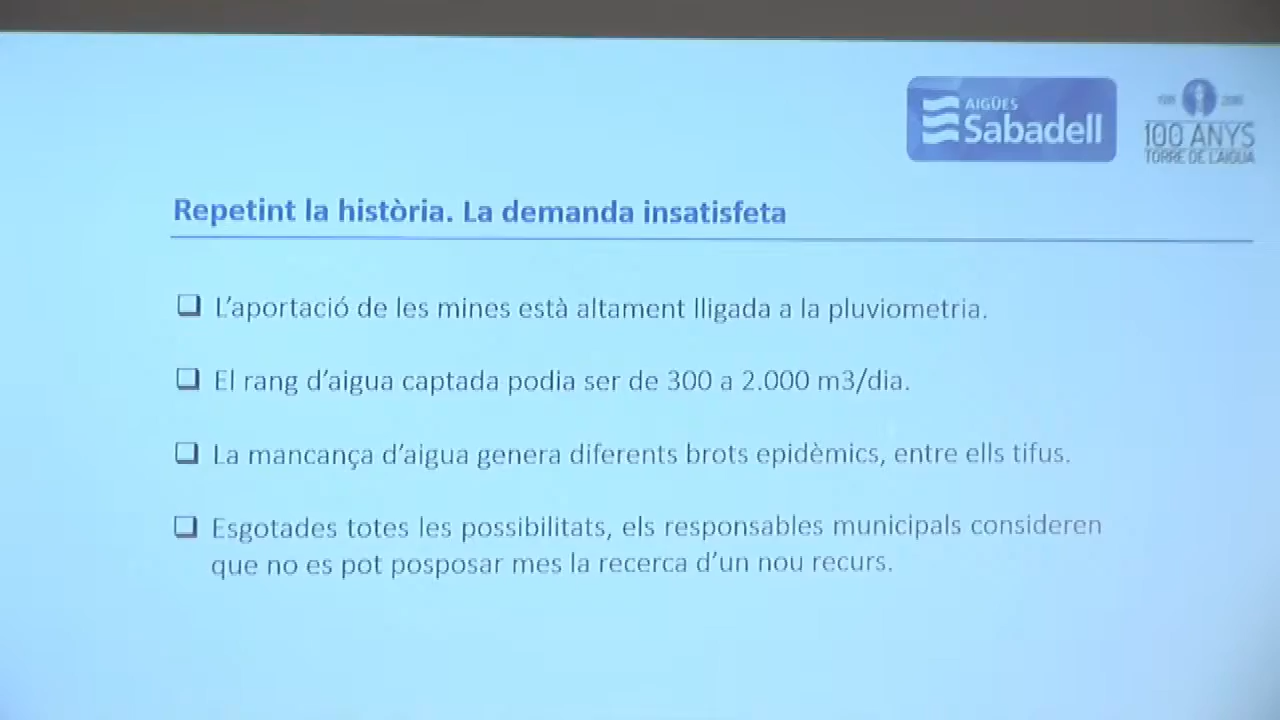 AIGÜES
Sabadell
100 ANYS
TORRE DE L'AIGUA
Repetint la història. La demanda insatisfeta
L'aportació de les mines està altament lligada a la pluviometria.
El rang d'aigua captada podia ser de 300 a 2.000 m3/dia.
La mancança d'aigua genera diferents brots epidèmics, entre ells tifus.
Esgotades totes les possibilitats, els responsables municipals consideren
que no es pot posposar mes la recerca d'un nou recurs.